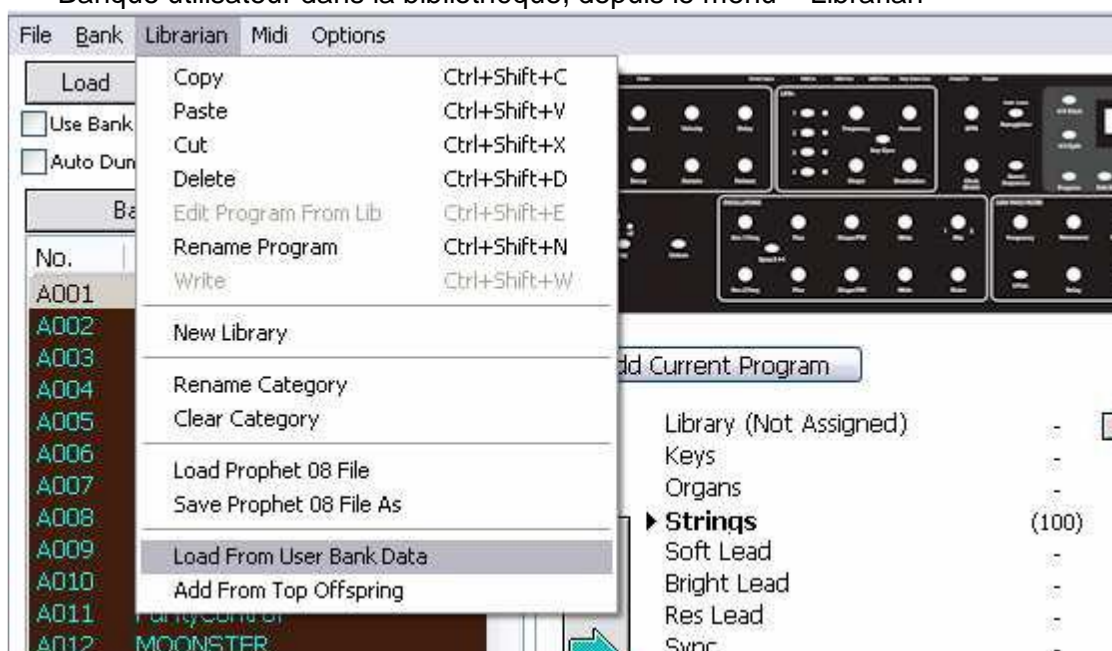 Banque utilisateur dans la bibliothèque, depuis le menu « Librarian
File Bank Librarian Midi Options
Load
Use Bank
Auto Dum
Ba
No.
A001
A002
A003
A004
A005
A006
A007
A008
A009
A010
A011
A012 MOONSTER
Copy Ctrl+Shift+C
Paste Ctrl+Shift+V
Cut Ctrl+Shift+X
Delete Ctrl+Shift+D
Edit Program From Lib Ctrl+Shift+E
Rename Program Ctrl+Shift+N
Write Ctrl+Shift+W
New Library
Rename Category
Clear Category
Load Prophet 08 File
Save Prophet 08 File As
Load From User Bank Data
Add From Top Offspring
dd Current Program
Library (Not Assigned) -
Keys -
Organs -
Strings (100)
Soft Lead -
Bright Lead -
Res Lead -
Sync -